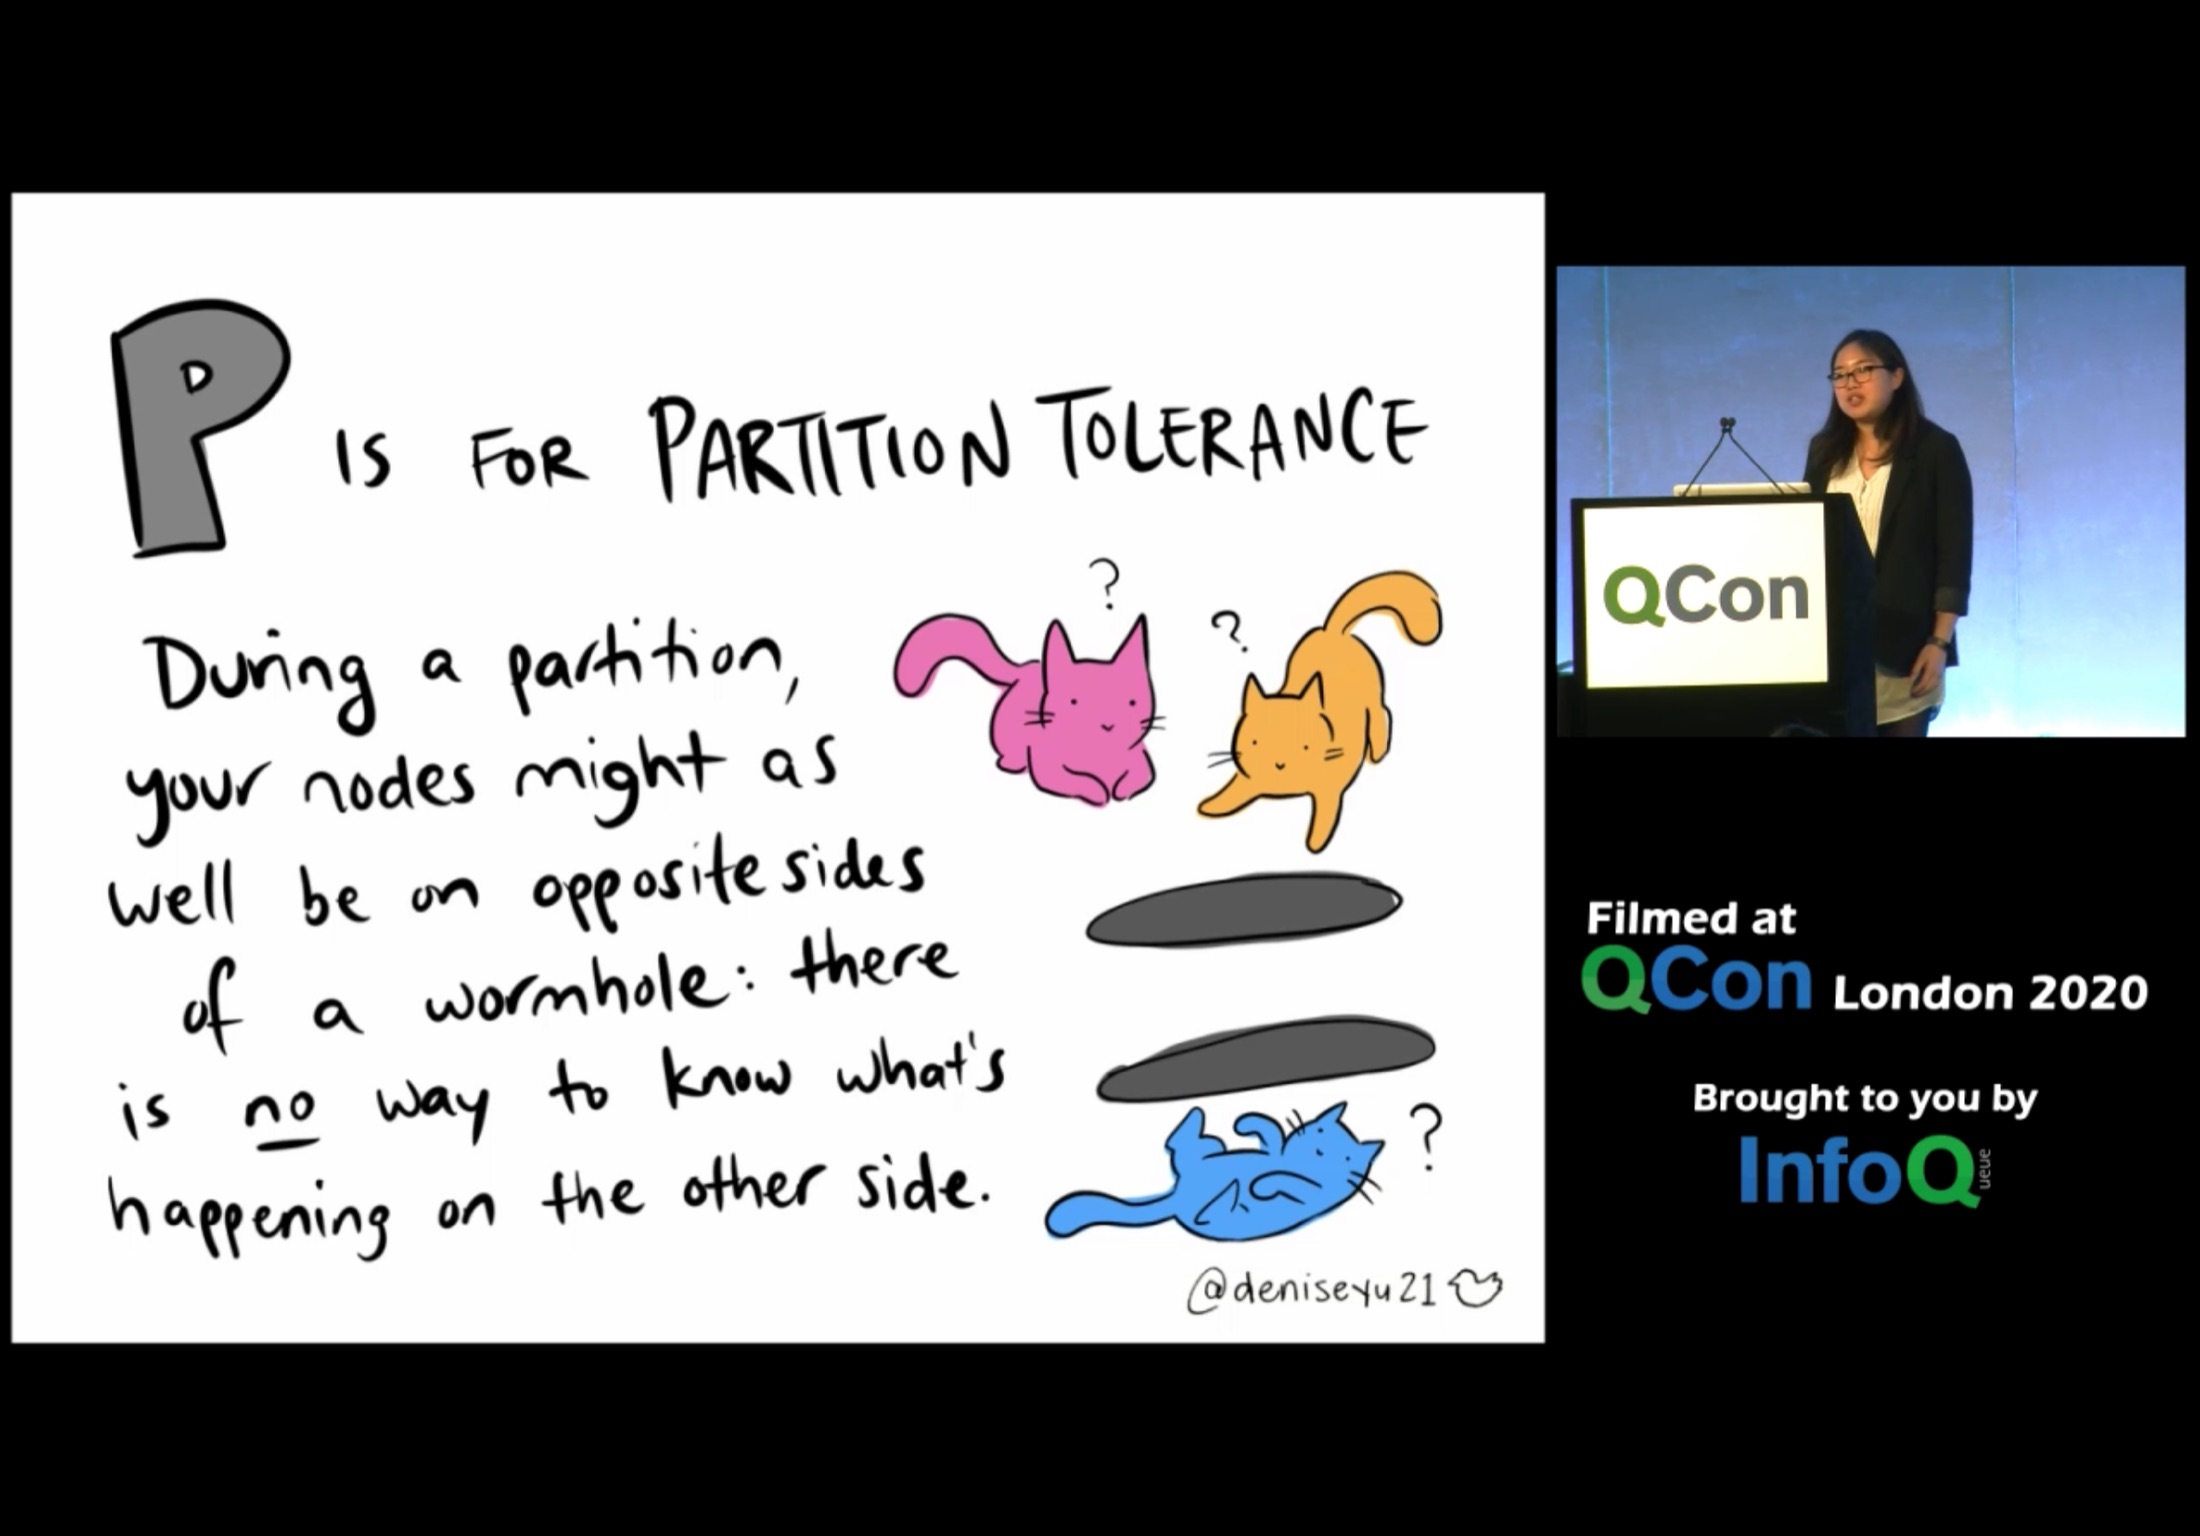 P IS FOR PARTITION TOLERANCE
During a partition,
your nodes might as
well be on opposite sides
of a wormhole: there
is no way to know what's
happening on the other side.
?
?
?
@deniseyu21
QCon
Filmed at
QCon London 2020
Brought to you by
InfoQueue